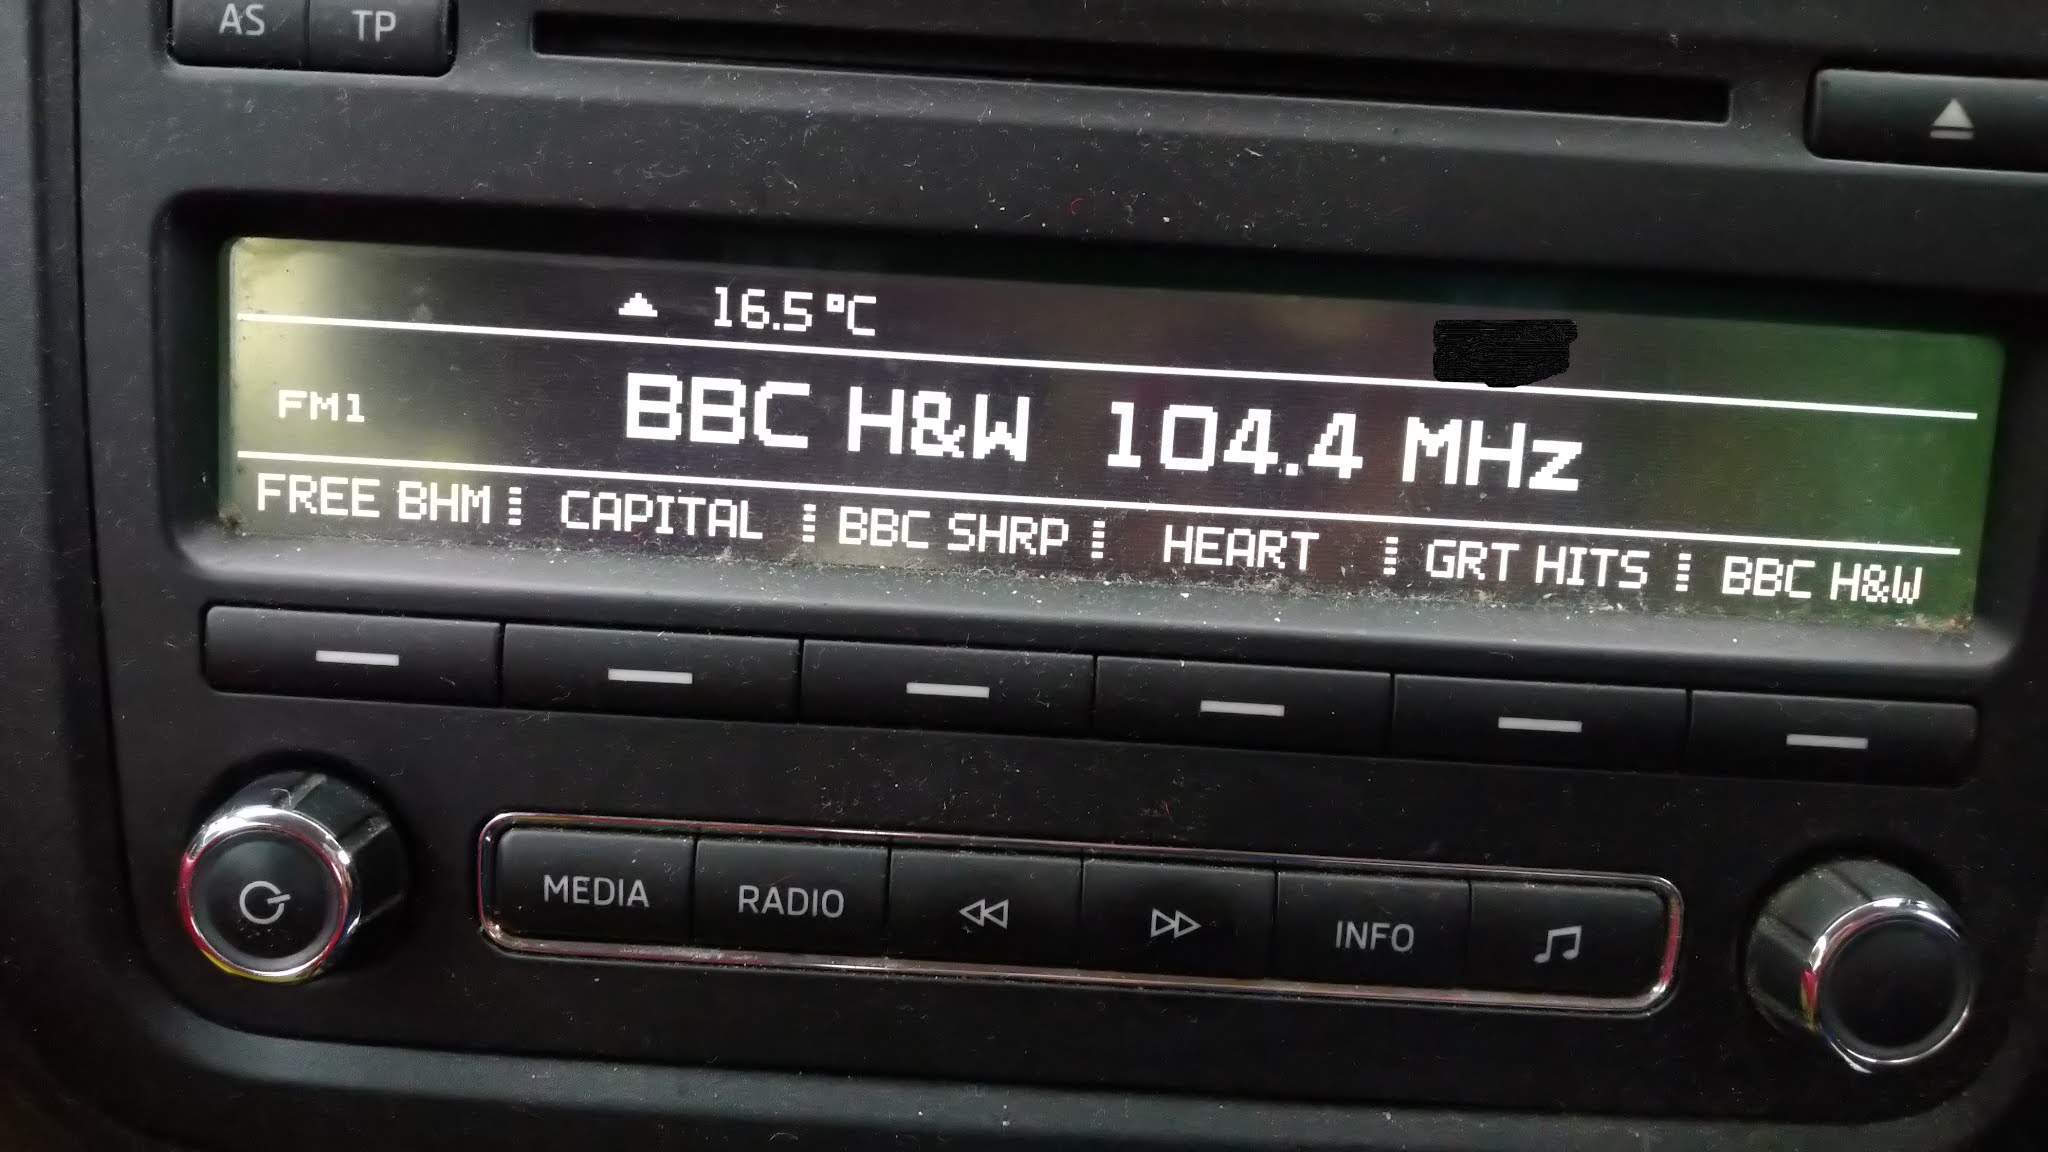 AS TP
16.5°C
FM1 BBC H&W 104.4 MHz
FREE BHM CAPITAL BBC SHRP HEART GRT HITS BBC H&W
MEDIA RADIO INFO